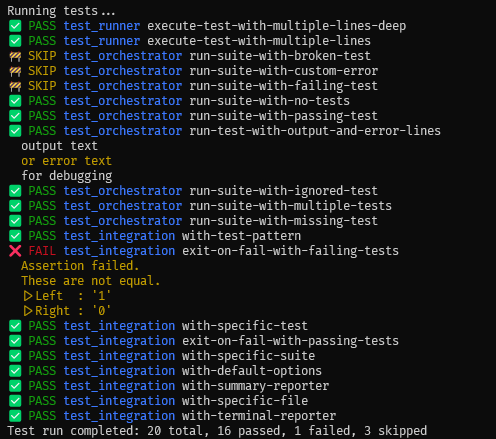 Running tests...
✅ PASS test_runner execute-test-with-multiple-lines-deep
✅ PASS test_runner execute-test-with-multiple-lines
🚧 SKIP test_orchestrator run-suite-with-broken-test
🚧 SKIP test_orchestrator run-suite-with-custom-error
🚧 SKIP test_orchestrator run-suite-with-failing-test
✅ PASS test_orchestrator run-suite-with-no-tests
✅ PASS test_orchestrator run-suite-with-passing-test
✅ PASS test_orchestrator run-test-with-output-and-error-lines
output text
or error text
for debugging
✅ PASS test_orchestrator run-suite-with-ignored-test
✅ PASS test_orchestrator run-suite-with-multiple-tests
✅ PASS test_orchestrator run-suite-with-missing-test
✅ PASS test_integration with-test-pattern
❌ FAIL test_integration exit-on-fail-with-failing-tests
Assertion failed.
These are not equal.
▷Left  : '1'
▷Right : '0'
✅ PASS test_integration with-specific-test
✅ PASS test_integration exit-on-fail-with-passing-tests
✅ PASS test_integration with-specific-suite
✅ PASS test_integration with-default-options
✅ PASS test_integration with-summary-reporter
✅ PASS test_integration with-specific-file
✅ PASS test_integration with-terminal-reporter
Test run completed: 20 total, 16 passed, 1 failed, 3 skipped